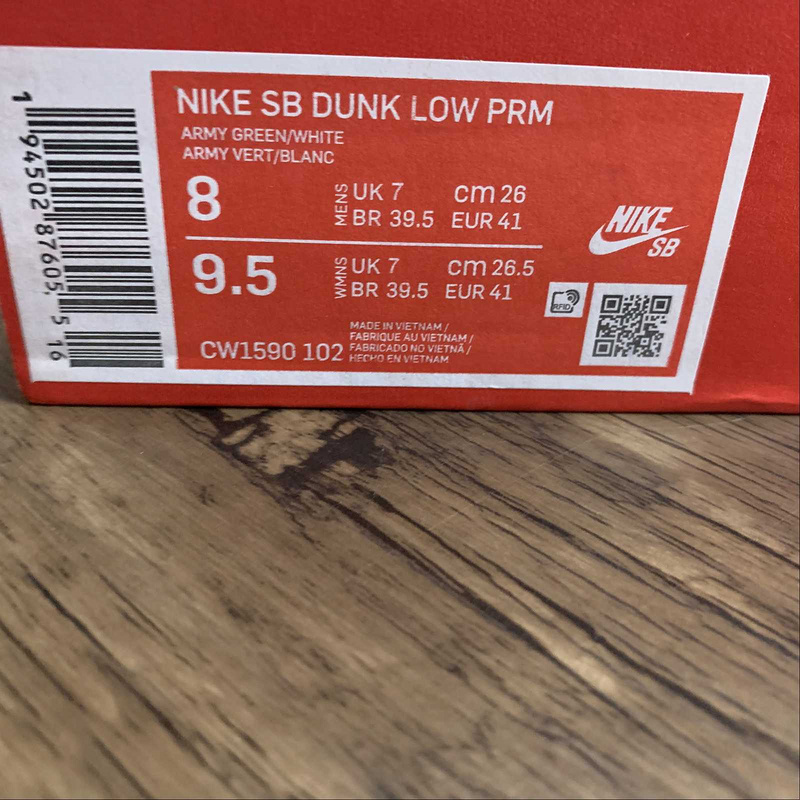 NIKE SB DUNK LOW PRM
ARMY GREEN/WHITE
ARMY VERT/BLANC
8
MENS
UK 7 cm 26
BR 39.5 EUR 41
9.5
WMNS
UK 7 cm 26.5
BR 39.5 EUR 41
CW1590 102
MADE IN VIETNAM /
FABRIQUE AU VIETNAM /
FABRICADO NO VIETNÃ /
HECHO EN VIETNAM
NIKE
SB
RFID
1 94502 87605 5 16